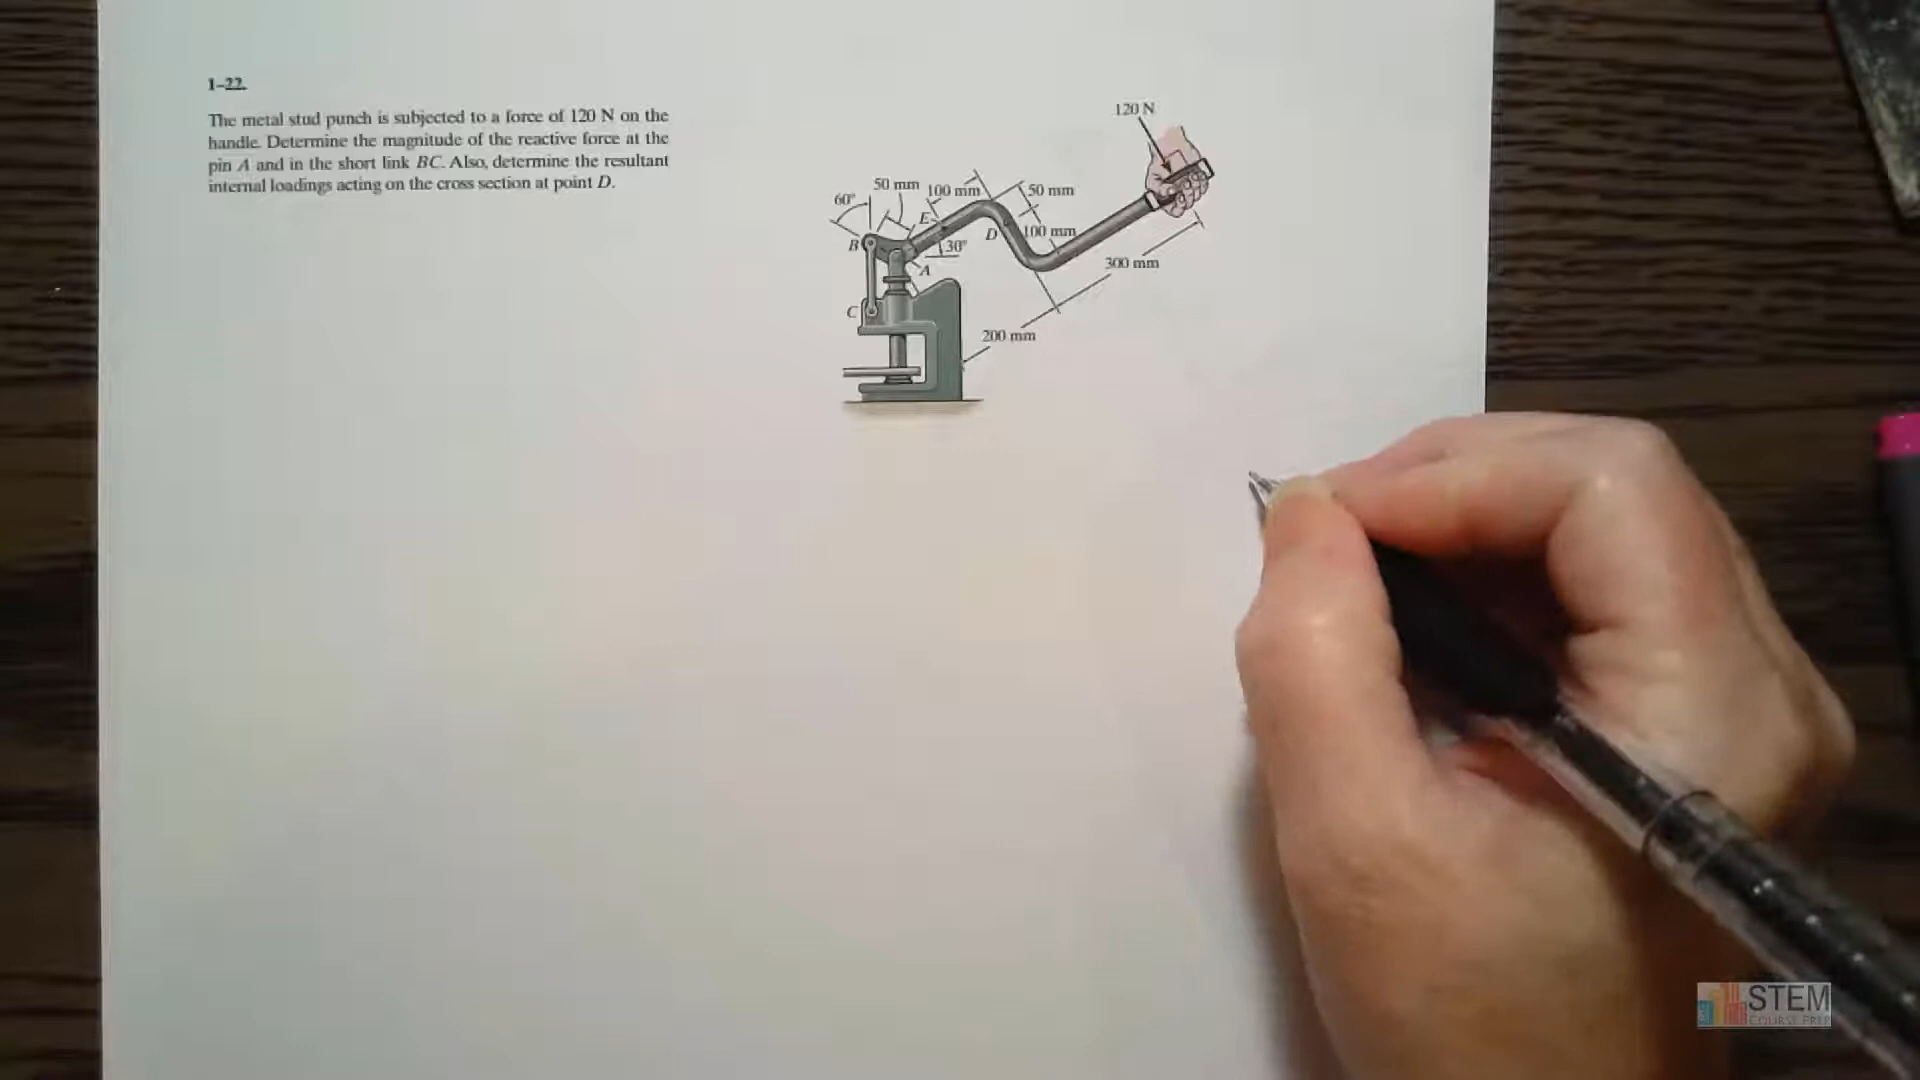 1–22.
The metal stud punch is subjected to a force of 120 N on the
handle. Determine the magnitude of the reactive force at the
pin A and in the short link BC. Also, determine the resultant
internal loadings acting on the cross section at point D.
120 N
50 mm
100 mm
50 mm
60°
E
B
D
100 mm
30°
A
300 mm
C
200 mm
STEM
COURSE PREP